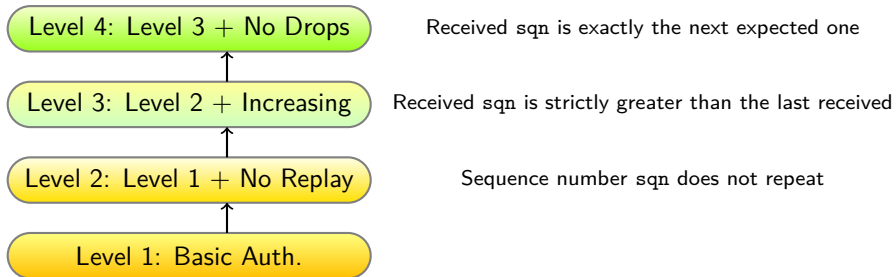 Level 4: Level 3 + No Drops
Received sqn is exactly the next expected one
Level 3: Level 2 + Increasing
Received sqn is strictly greater than the last received
Level 2: Level 1 + No Replay
Sequence number sqn does not repeat
Level 1: Basic Auth.